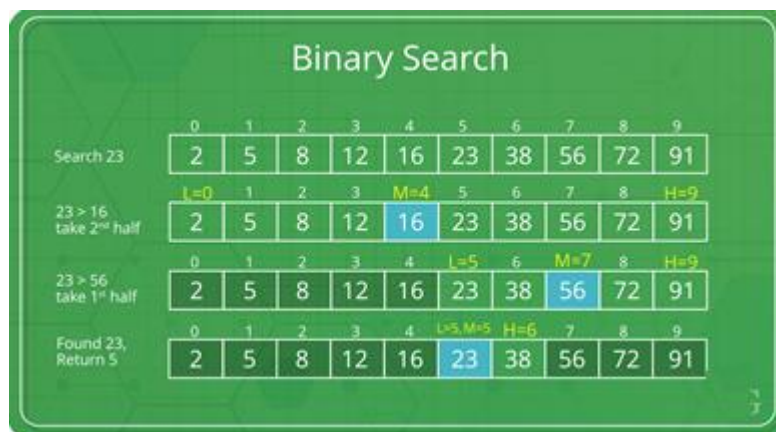 Binary Search
0 1 2 3 4 5 6 7 8 9
Search 23 2 5 8 12 16 23 38 56 72 91
L=0 1 2 3 M=4 5 6 7 8 H=9
23 > 16
take 2nd half
2 5 8 12 16 23 38 56 72 91
0 1 2 3 4 L=5 6 M=7 8 H=9
23 > 56
take 1st half
2 5 8 12 16 23 38 56 72 91
0 1 2 3 4 L=5, M=5 H=6 7 8 9
Found 23,
Return 5
2 5 8 12 16 23 38 56 72 91